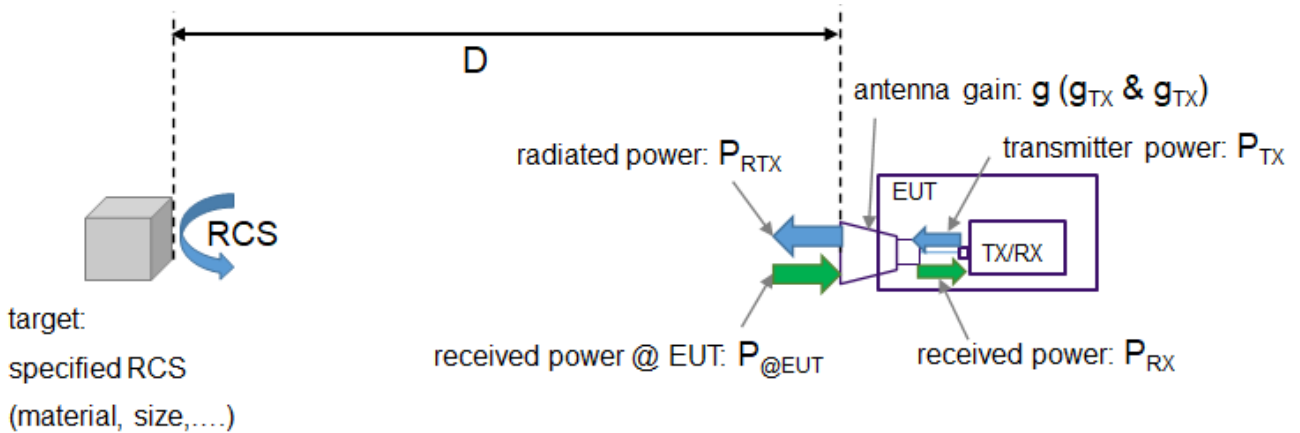 D
antenna gain: g (gTX & gTX)
radiated power: PRTX
transmitter power: PTX
EUT
RCS
TX/RX
target:
specified RCS
(material, size,....)
received power @ EUT: P@EUT
received power: PRX